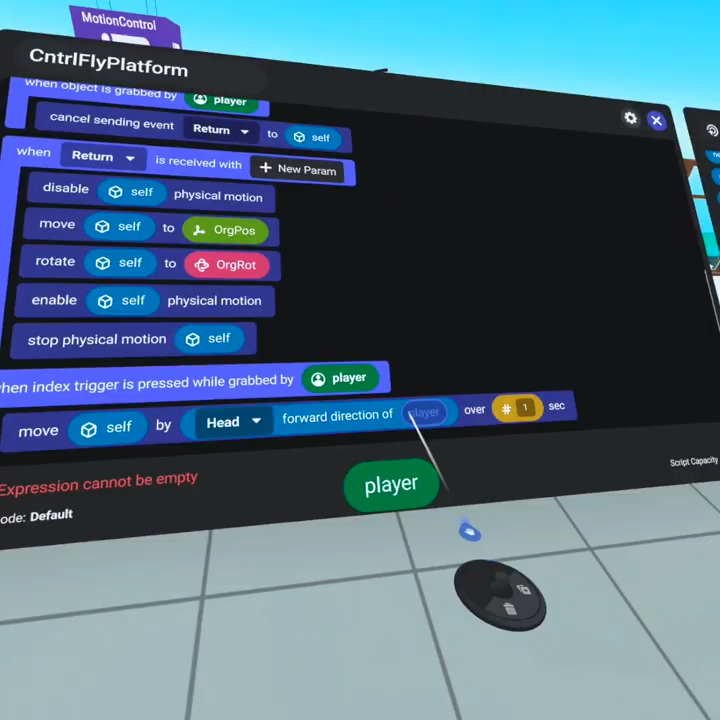 MotionControl
CntrlFlyPlatform
when object is grabbed by player
cancel sending event Return to self
when Return is received with + New Param
disable self physical motion
move self to OrgPos
rotate self to OrgRot
enable self physical motion
stop physical motion self
hen index trigger is pressed while grabbed by player
move self by Head forward direction of player over # 1 sec
Expression cannot be empty
player
Script Capacity
ode: Default